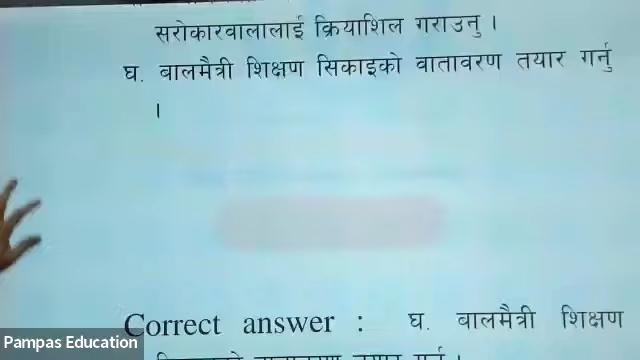 सरोकारवालालाई क्रियाशिल गराउनु ।
घ. बालमैत्री शिक्षण सिकाइको वातावरण तयार गर्नु
।
Correct answer : घ. बालमैत्री शिक्षण
Pampas Education